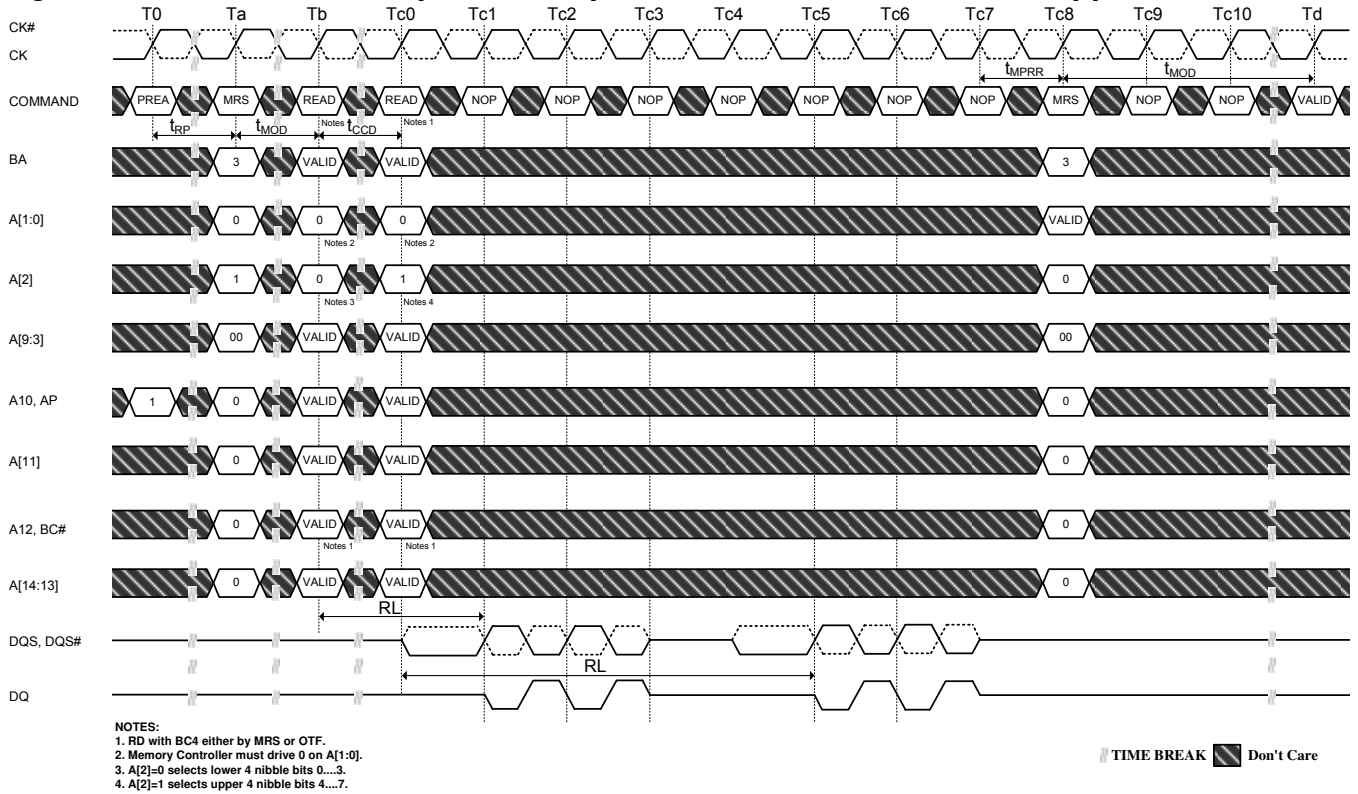 T0 Ta Tb Tc0 Tc1 Tc2 Tc3 Tc4 Tc5 Tc6 Tc7 Tc8 Tc9 Tc10 Td
CK#
CK
tMPRR tMOD
COMMAND PREA MRS READ READ NOP NOP NOP NOP NOP NOP NOP MRS NOP NOP VALID
Notes 1 Notes 1
tRP tMOD tCCD
BA 3 VALID VALID 3
A[1:0] 0 0 0 VALID
Notes 2 Notes 2
A[2] 1 0 1 0
Notes 3 Notes 4
A[9:3] 00 VALID VALID 00
A10, AP 1 0 VALID VALID 0
A[11] 0 VALID VALID 0
A12, BC# 0 VALID VALID 0
Notes 1 Notes 1
A[14:13] 0 VALID VALID 0
RL
DQS, DQS#
RL
DQ
NOTES:
1. RD with BC4 either by MRS or OTF.
2. Memory Controller must drive 0 on A[1:0].
3. A[2]=0 selects lower 4 nibble bits 0....3.
4. A[2]=1 selects upper 4 nibble bits 4....7.
TIME BREAK Don't Care